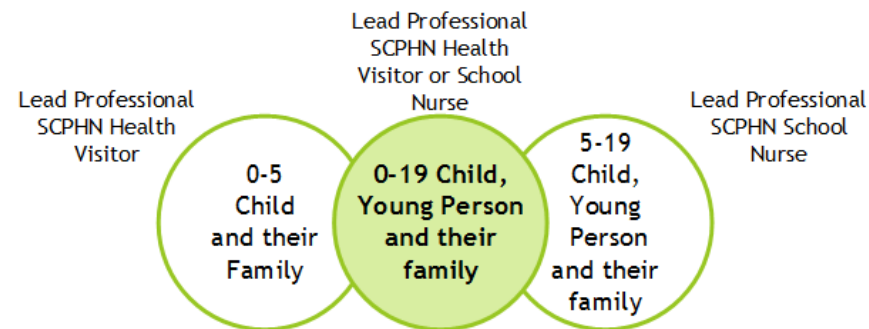 Lead Professional
SCPHN Health
Visitor or School
Nurse
Lead Professional
SCPHN Health
Visitor
Lead Professional
SCPHN School
Nurse
0-5
Child
and their
Family
0-19 Child,
Young Person
and their
family
5-19
Child,
Young
Person
and their
family